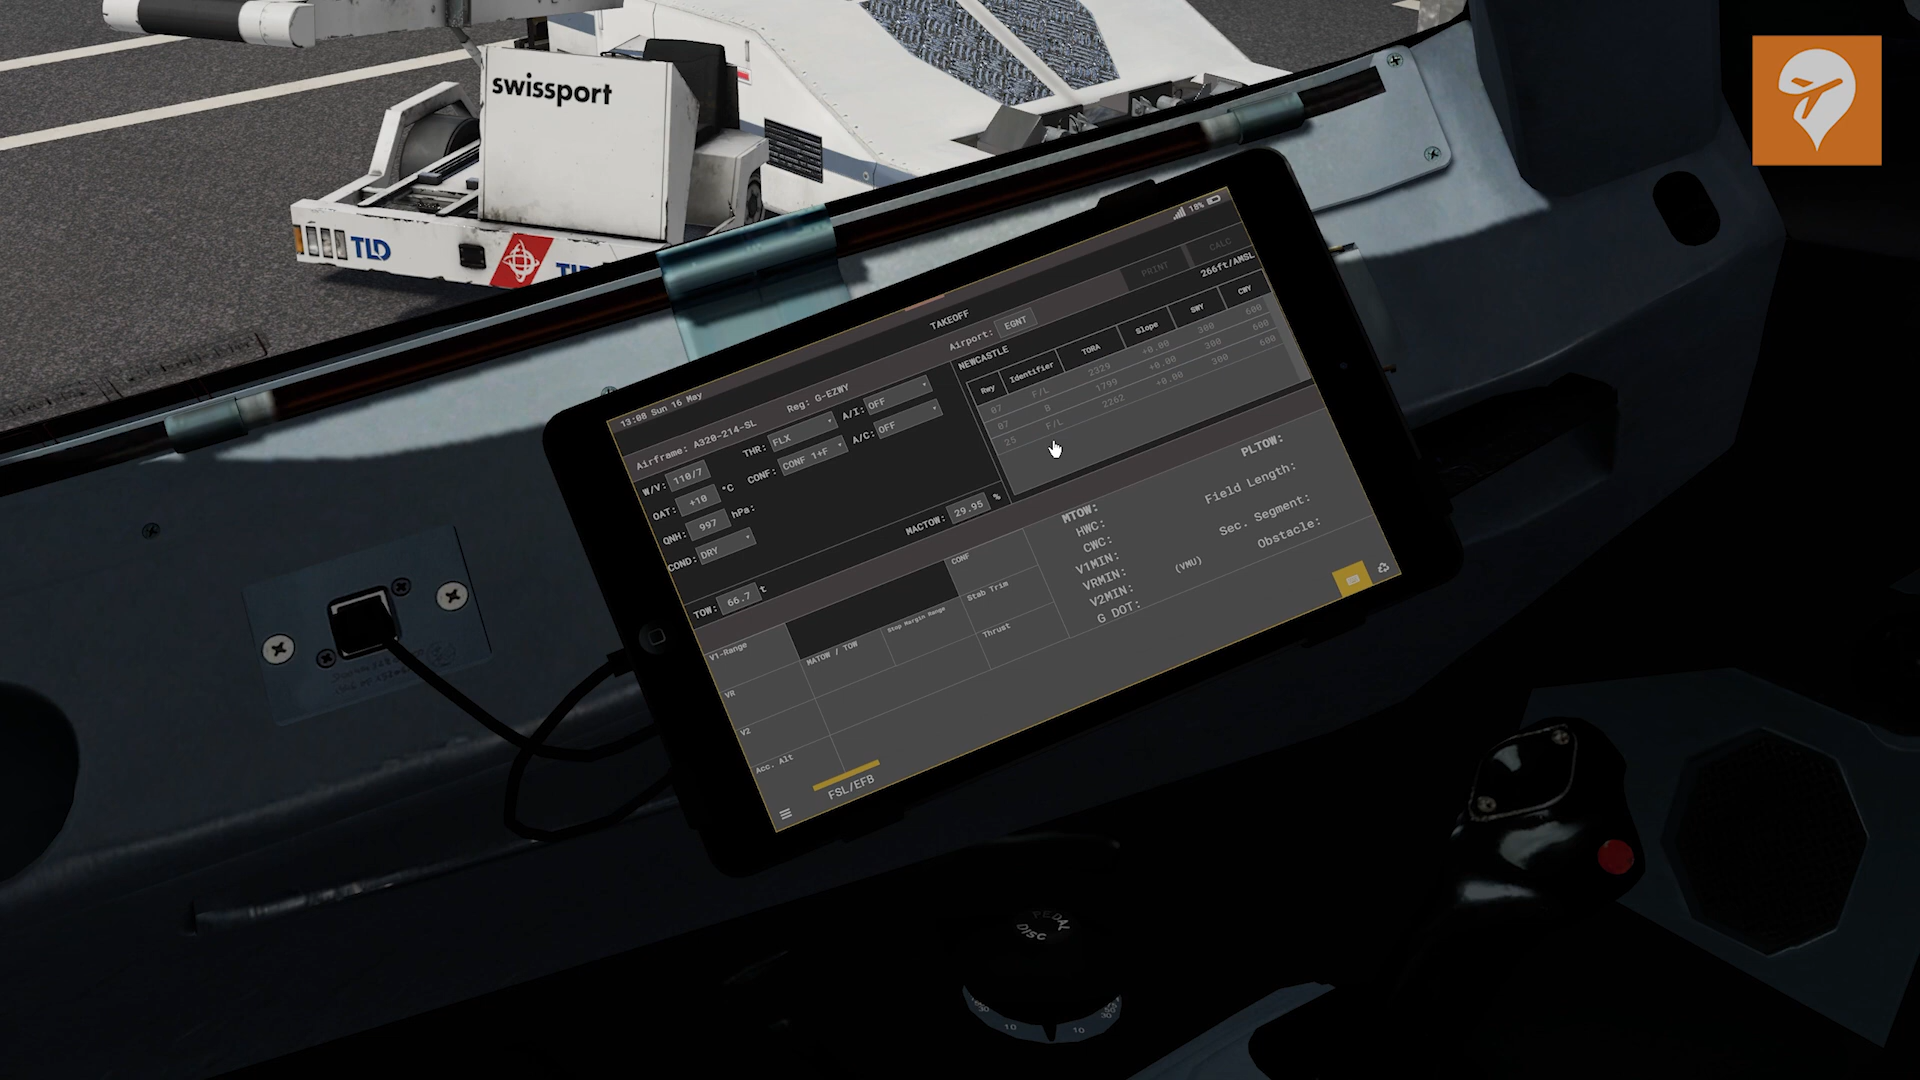 swissport
TLD
18%
13:08 Sun 16 May
TAKEOFF
PRINT
CALC
Airframe: A320-214-SL
Reg: G-EZWY
Airport: EGNT
266ft/AMSL
W/V: 110/7
THR: FLX
A/I: OFF
OAT: +10 °C
CONF: CONF 1+F
A/C: OFF
QNH: 997 hPa:
COND: DRY
NEWCASTLE
Rwy Identifier TORA Slope SWY CWY
07 F/L 2329 +0.00 300 600
07 B 1799 +0.00 300 600
25 F/L 2262 +0.00 300 600
TOW: 66.7 t
MACTOW: 29.95 %
CONF
V1-Range
MATOW / TOW
Stop Margin Range
Stab Trim
VR
Thrust
V2
Acc. Alt
MTOW:
HWC:
CWC:
V1MIN:
VRMIN:
V2MIN:
(VMU)
G DOT:
PLTOW:
Field Length:
Sec. Segment:
Obstacle:
FSL/EFB
PEDAL
DISC
30 10 10 30